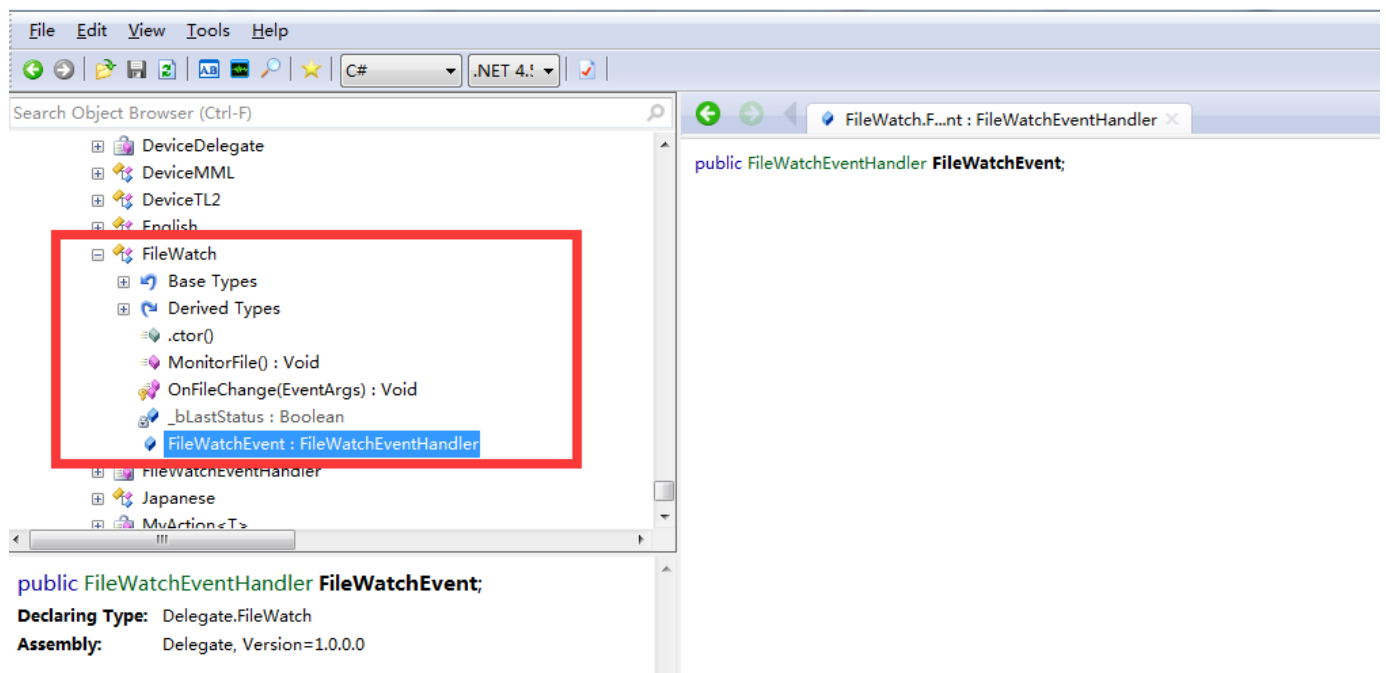 File Edit View Tools Help
C# .NET 4.!
Search Object Browser (Ctrl-F)
FileWatch.F...nt : FileWatchEventHandler
DeviceDelegate
DeviceMML
DeviceTL2
English
FileWatch
Base Types
Derived Types
.ctor()
MonitorFile() : Void
OnFileChange(EventArgs) : Void
_bLastStatus : Boolean
FileWatchEvent : FileWatchEventHandler
FileWatchEventHandler
Japanese
MyAction<T>
public FileWatchEventHandler FileWatchEvent;
Declaring Type: Delegate.FileWatch
Assembly: Delegate, Version=1.0.0.0
public FileWatchEventHandler FileWatchEvent;